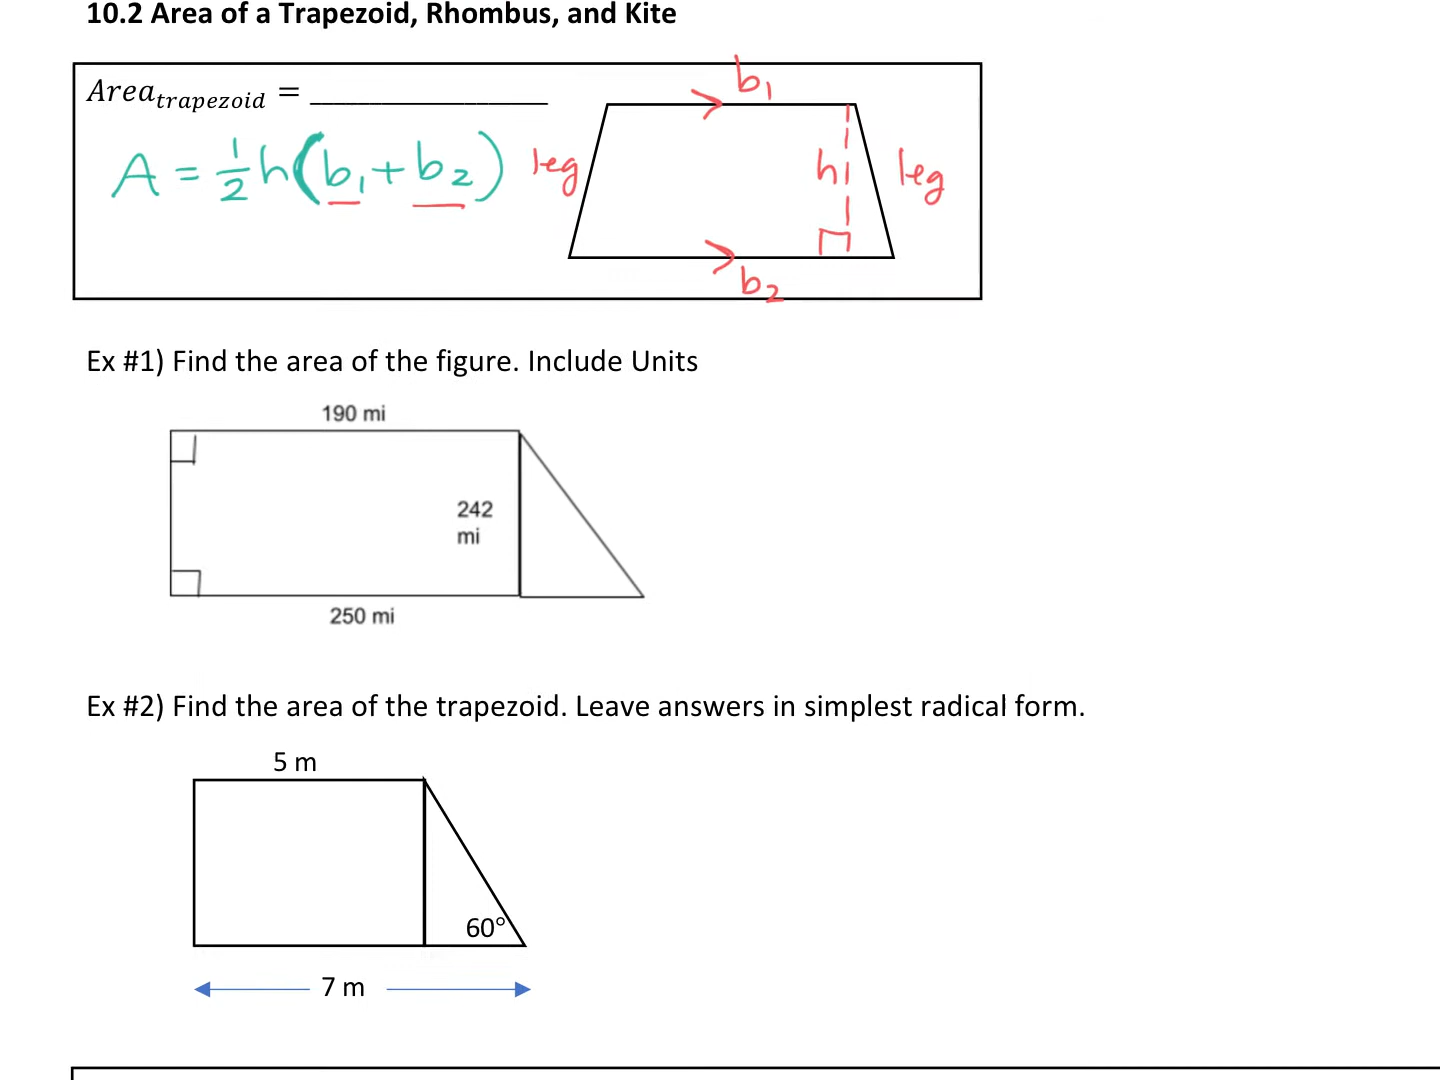 10.2 Area of a Trapezoid, Rhombus, and Kite
Area_trapezoid = ________________
A = 1/2 h(b₁+b₂)
b₁
leg
h
leg
b₂
Ex #1) Find the area of the figure. Include Units
190 mi
242
mi
250 mi
Ex #2) Find the area of the trapezoid. Leave answers in simplest radical form.
5 m
60°
7 m